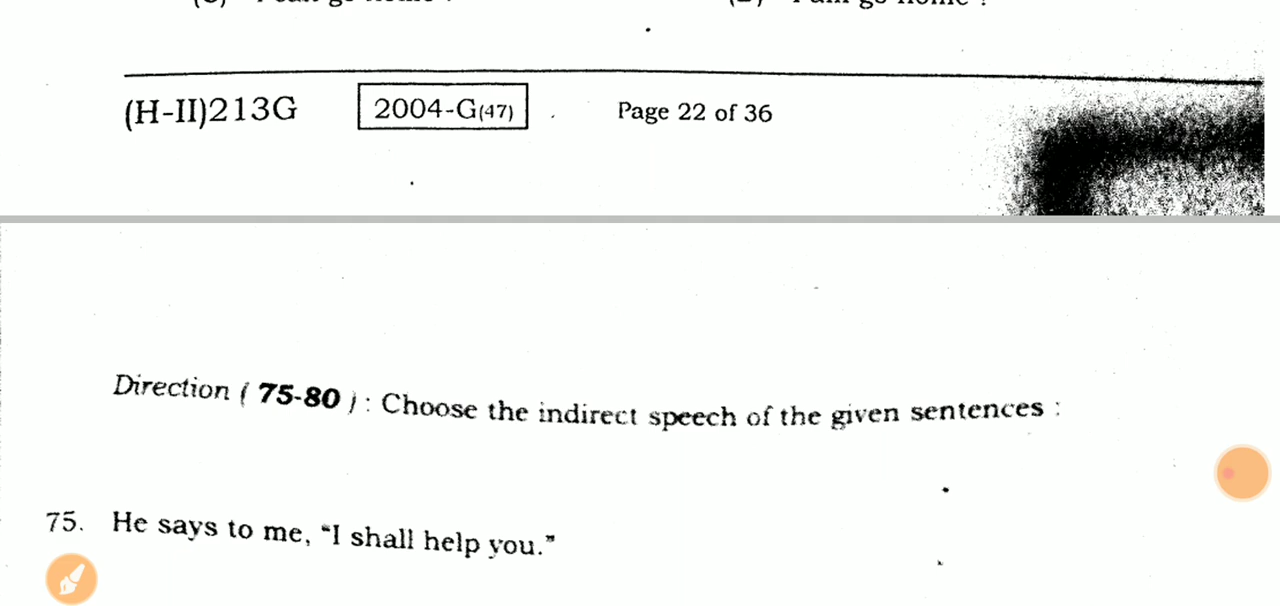 (H-II)213G 2004-G(47) Page 22 of 36
Direction ( 75-80 ) : Choose the indirect speech of the given sentences :
75. He says to me, "I shall help you."